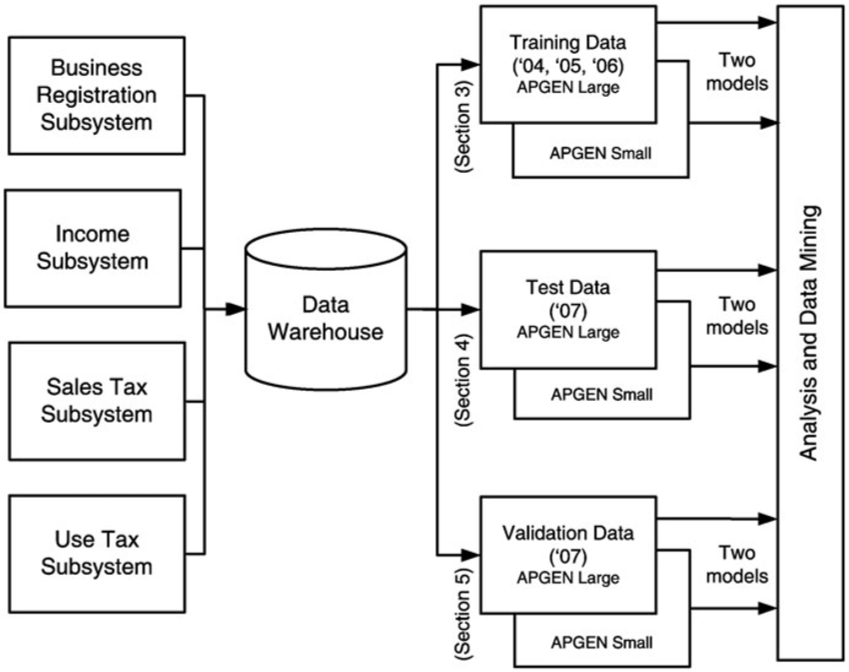 Business
Registration
Subsystem
Income
Subsystem
Sales Tax
Subsystem
Use Tax
Subsystem
Data
Warehouse
(Section 3)
Training Data
(‘04, ‘05, ‘06)
APGEN Large
APGEN Small
Two
models
(Section 4)
Test Data
(‘07)
APGEN Large
APGEN Small
Two
models
(Section 5)
Validation Data
(‘07)
APGEN Large
APGEN Small
Two
models
Analysis and Data Mining